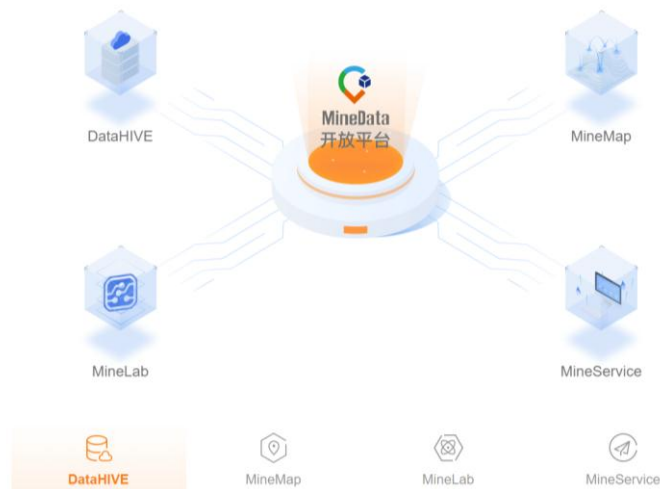 MineData
开放平台
DataHIVE
MineMap
MineLab
MineService
DataHIVE
MineMap
MineLab
MineService